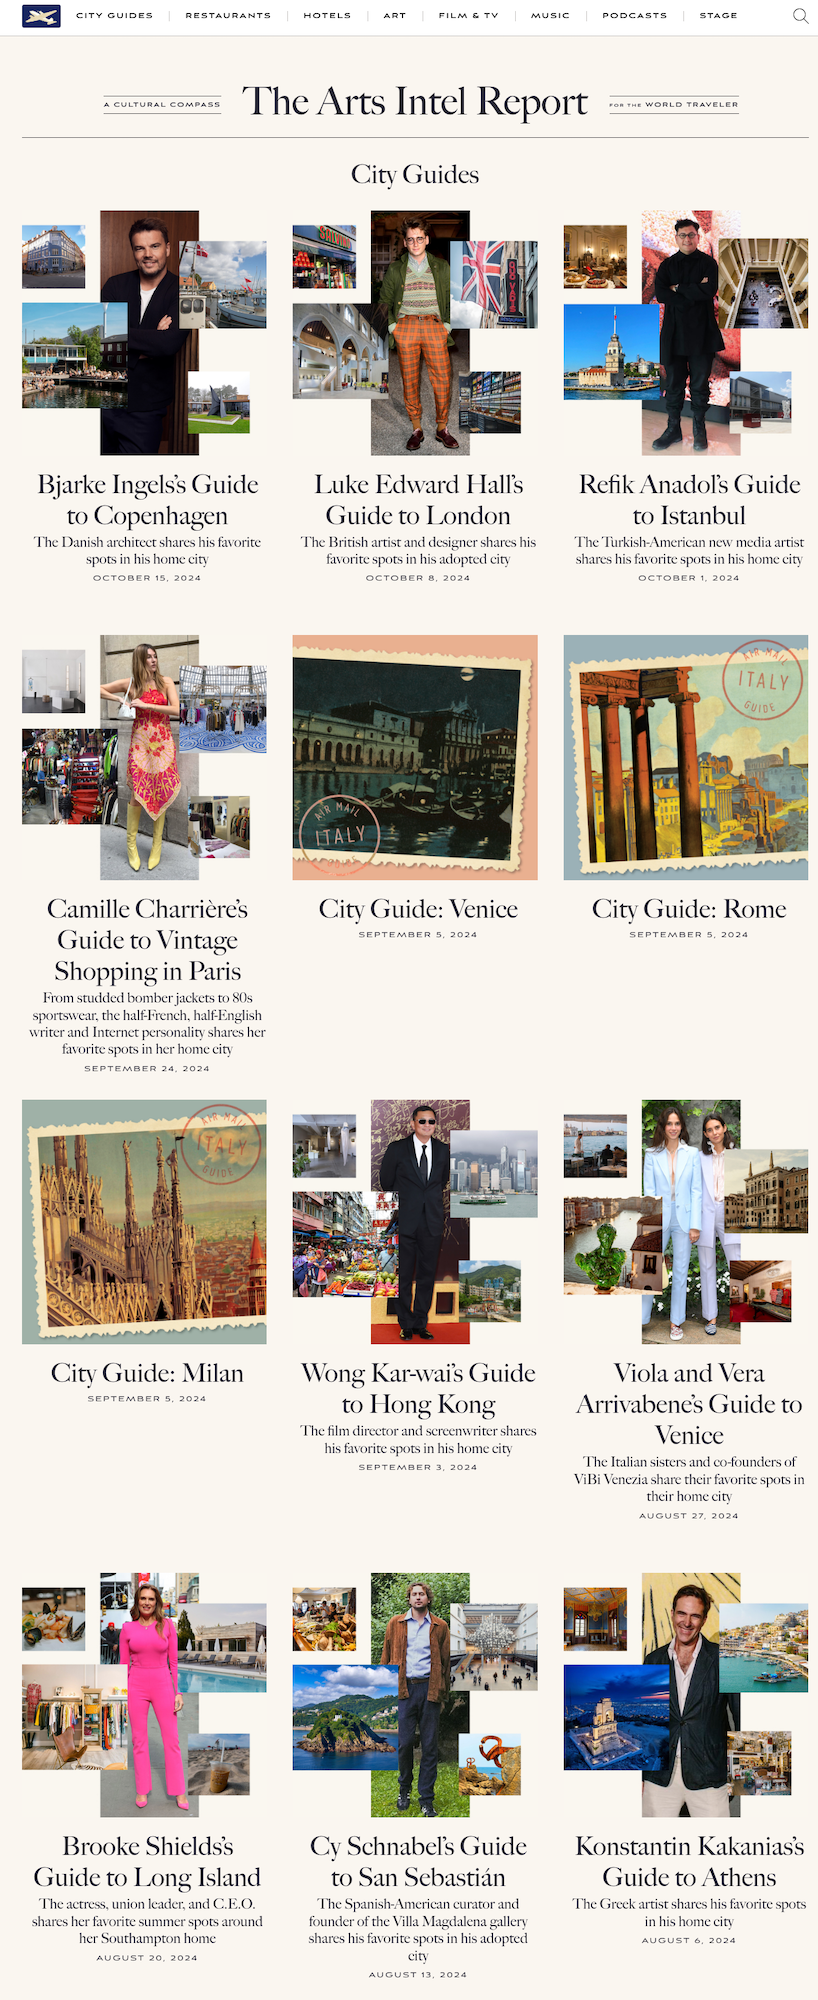 CITY GUIDES
RESTAURANTS
HOTELS
ART
FILM & TV
MUSIC
PODCASTS
STAGE
A CULTURAL COMPASS
The Arts Intel Report
FOR THE WORLD TRAVELER
City Guides
Bjarke Ingels's Guide
to Copenhagen
The Danish architect shares his favorite
spots in his home city
OCTOBER 15, 2024
Luke Edward Hall's
Guide to London
The British artist and designer shares his
favorite spots in his adopted city
OCTOBER 8, 2024
Refik Anadol's Guide
to Istanbul
The Turkish-American new media artist
shares his favorite spots in his home city
OCTOBER 1, 2024
Camille Charrière's
Guide to Vintage
Shopping in Paris
From studded bomber jackets to 80s
sportswear, the half-French, half-English
writer and Internet personality shares her
favorite spots in her home city
SEPTEMBER 24, 2024
AIR MAIL
ITALY
City Guide: Venice
SEPTEMBER 5, 2024
AIR MAIL
ITALY
GUIDE
City Guide: Rome
SEPTEMBER 5, 2024
AIR MAIL
ITALY
GUIDE
City Guide: Milan
SEPTEMBER 5, 2024
Wong Kar-wai's Guide
to Hong Kong
The film director and screenwriter shares
his favorite spots in his home city
SEPTEMBER 3, 2024
Viola and Vera
Arrivabene's Guide to
Venice
The Italian sisters and co-founders of
ViBi Venezia share their favorite spots in
their home city
AUGUST 27, 2024
Brooke Shields's
Guide to Long Island
The actress, union leader, and C.E.O.
shares her favorite summer spots around
her Southampton home
AUGUST 20, 2024
Cy Schnabel's Guide
to San Sebastián
The Spanish-American curator and
founder of the Villa Magdalena gallery
shares his favorite spots in his adopted
city
AUGUST 13, 2024
Konstantin Kakanias's
Guide to Athens
The Greek artist shares his favorite spots
in his home city
AUGUST 6, 2024